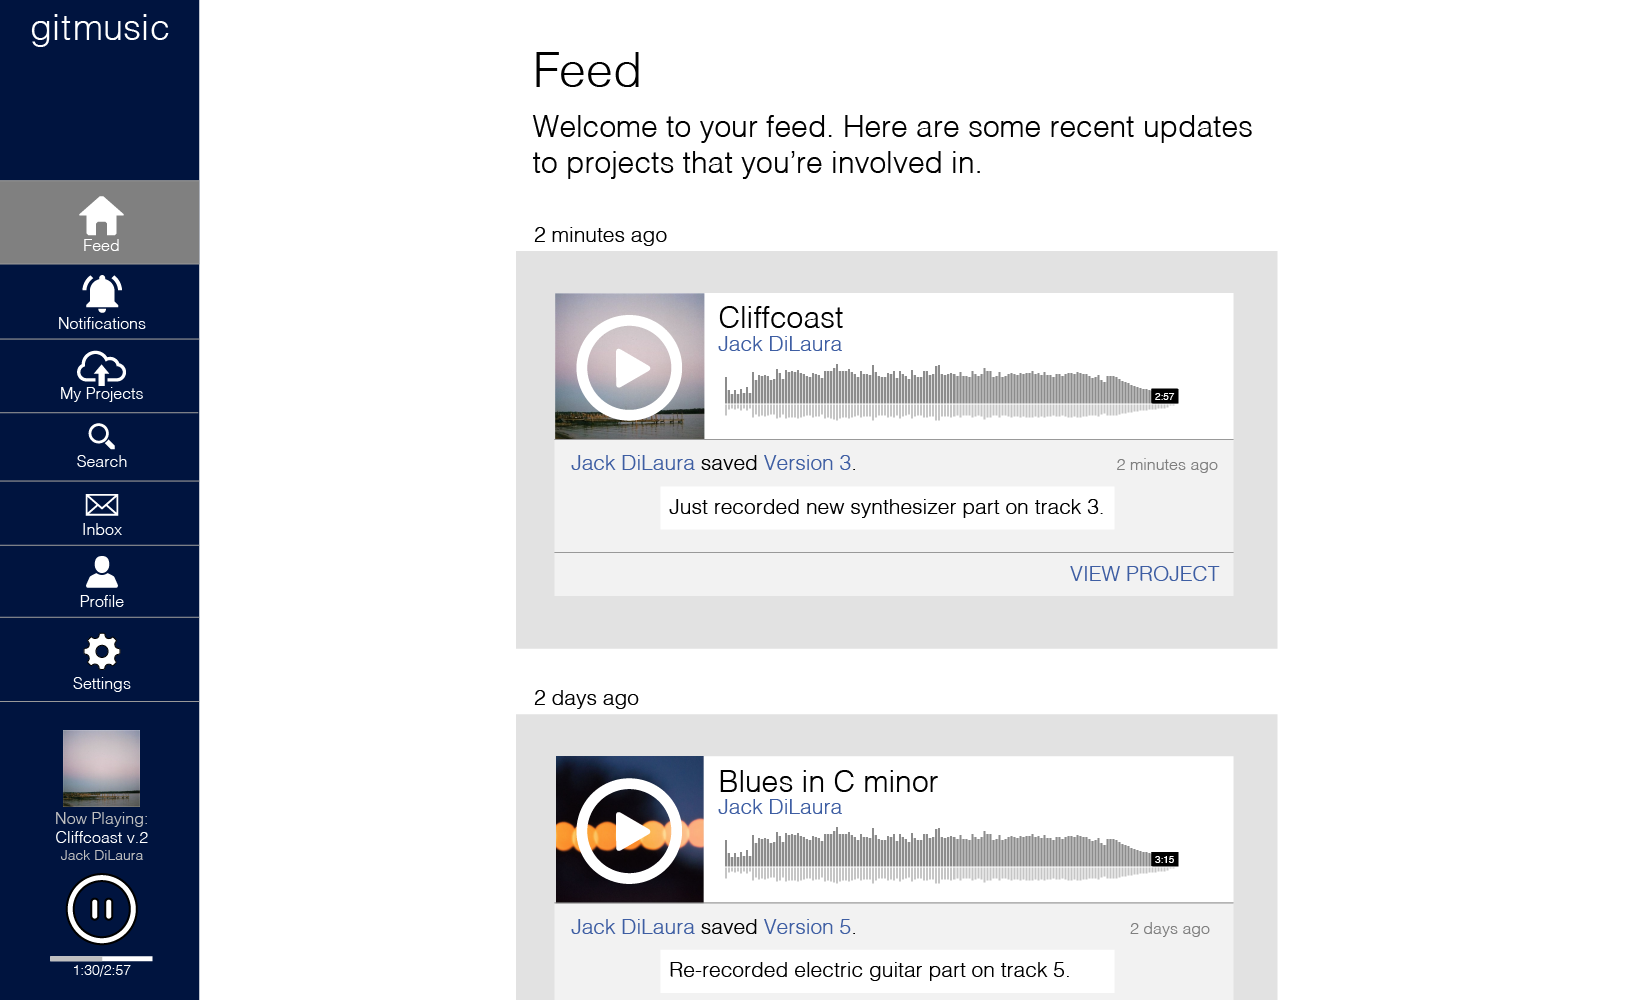 gitmusic
Feed
Notifications
My Projects
Search
Inbox
Profile
Settings
Now Playing:
Cliffcoast v.2
Jack DiLaura
1:30/2:57
Feed
Welcome to your feed. Here are some recent updates
to projects that you’re involved in.
2 minutes ago
Cliffcoast
Jack DiLaura
2:57
Jack DiLaura saved Version 3.
2 minutes ago
Just recorded new synthesizer part on track 3.
VIEW PROJECT
2 days ago
Blues in C minor
Jack DiLaura
3:15
Jack DiLaura saved Version 5.
2 days ago
Re-recorded electric guitar part on track 5.